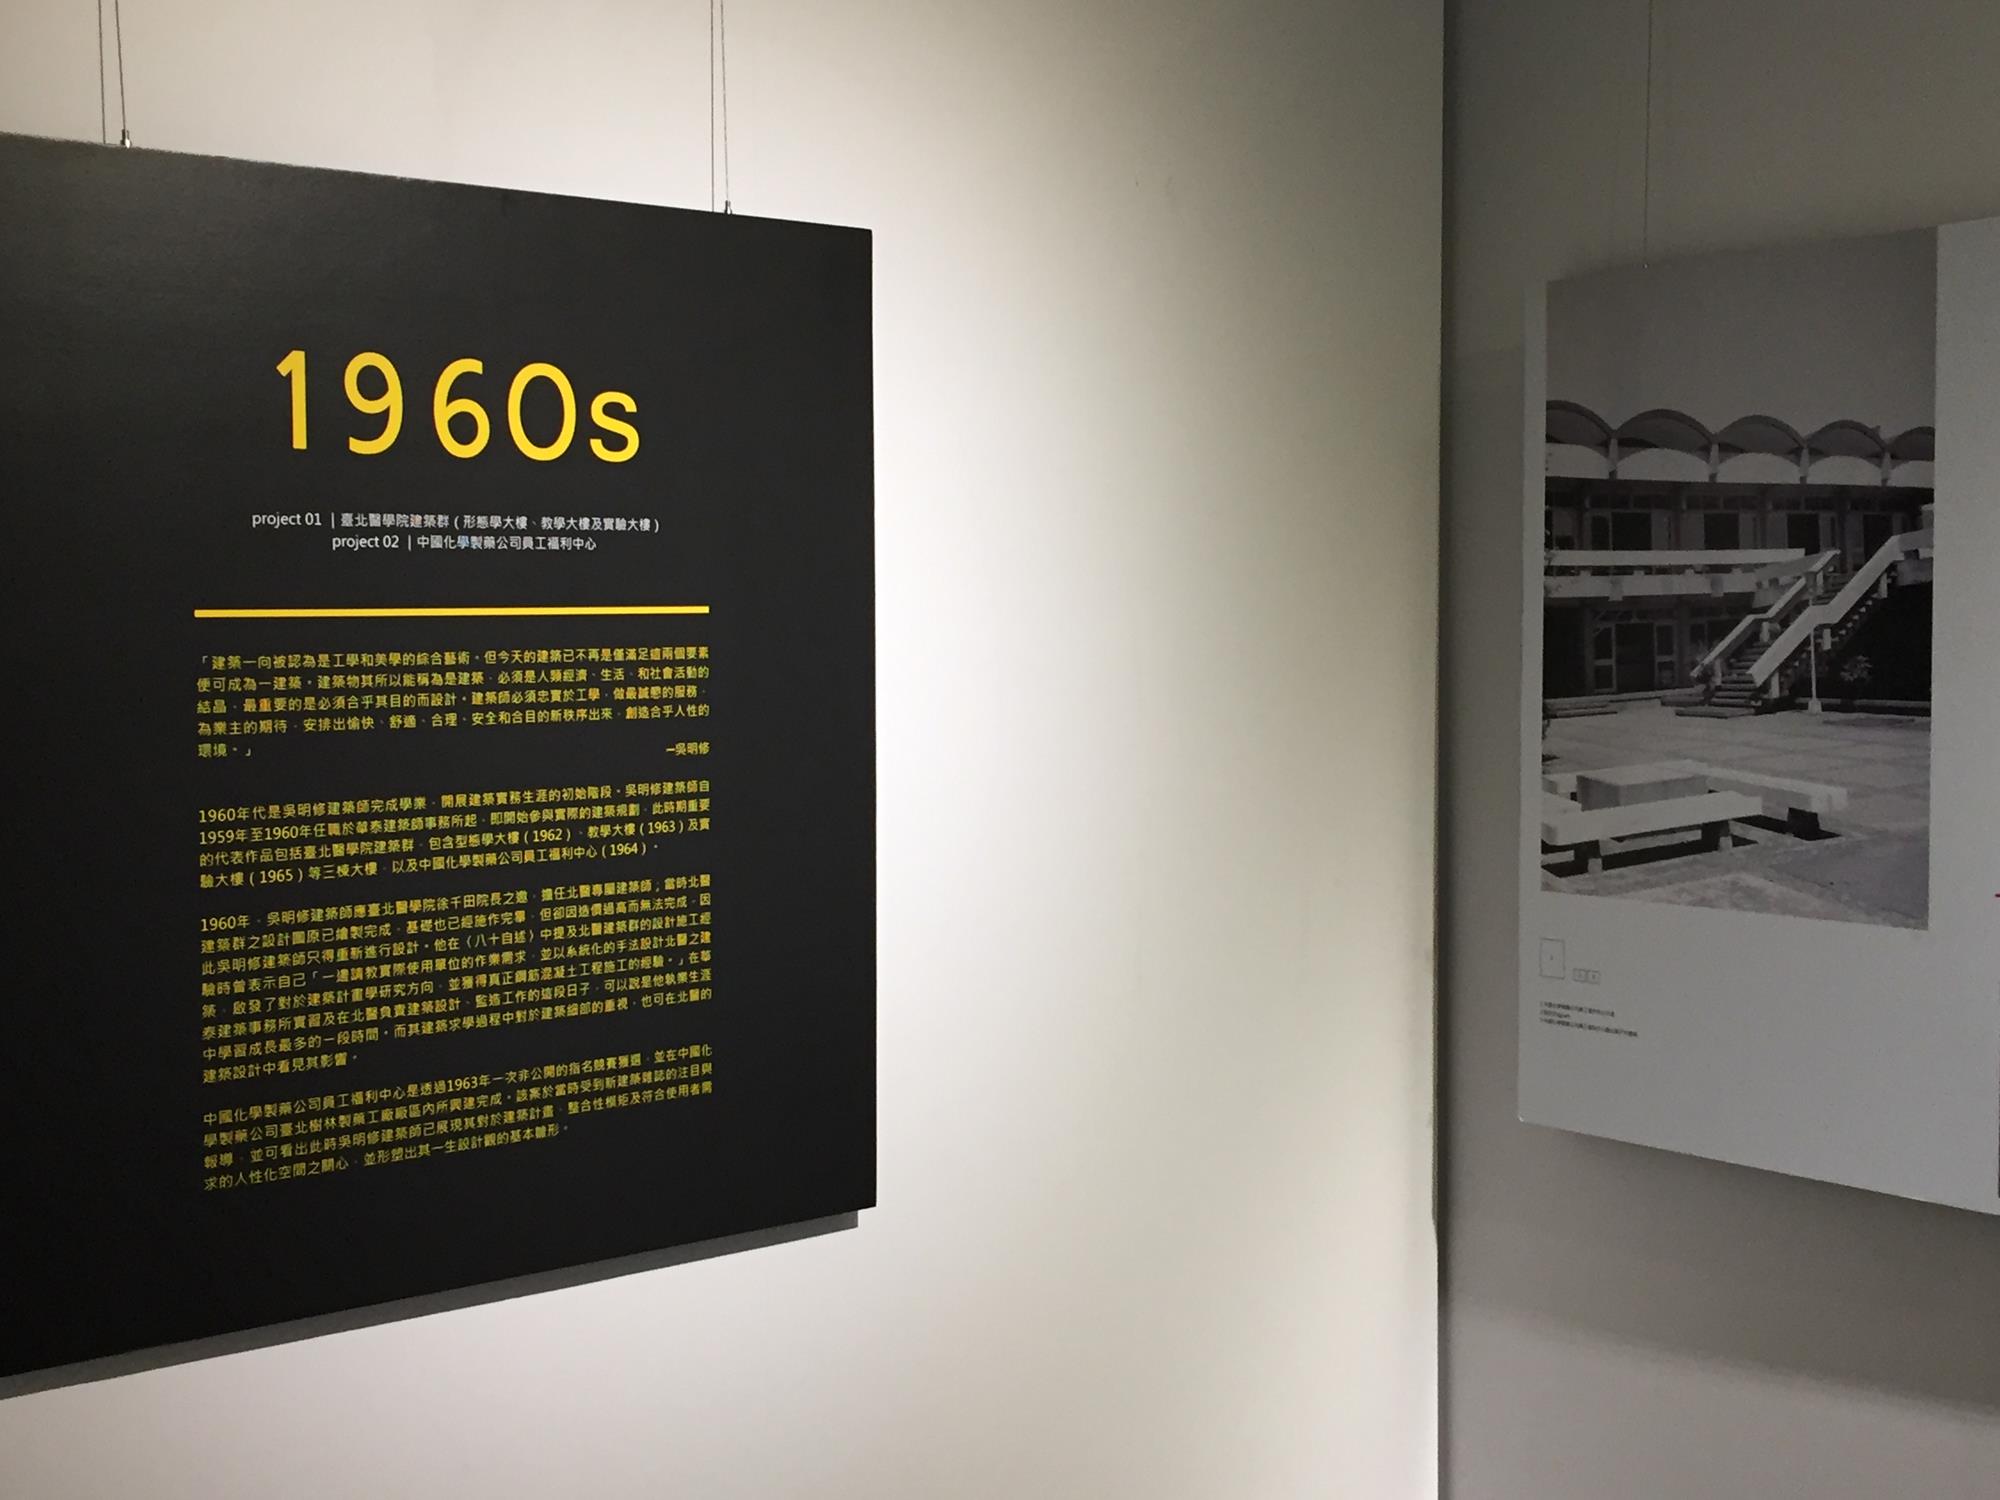 1960s
project 01 ｜臺北醫學院建築群（形態學大樓、教學大樓及實驗大樓）
project 02 ｜中國化學製藥公司員工福利中心
「建築一向被認為是工學和美學的綜合藝術。但今天的建築已不再是僅滿足這兩個要素
便可成為一建築。建築物其所以能稱為是建築，必須是人類經濟、生活、和社會活動的
結晶，最重要的是必須合乎其目的而設計。建築師必須忠實於工學，做最誠懇的服務，
為業主的期待，安排出愉快、舒適、合理、安全和合目的新秩序出來，創造合乎人性的
環境。」
—吳明修
1960年代是吳明修建築師完成學業，開展建築實務生涯的初始階段。吳明修建築師自
1959年至1960年任職於華泰建築師事務所起，即開始參與實際的建築規劃，此時期重要
的代表作品包括臺北醫學院建築群，包含型態學大樓（1962）、教學大樓（1963）及實
驗大樓（1965）等三棟大樓，以及中國化學製藥公司員工福利中心（1964）。
1960年，吳明修建築師應臺北醫學院徐千田院長之邀，擔任北醫專屬建築師；當時北醫
建築群之設計圖原已繪製完成，基礎也已經施作完畢，但卻因造價過高而無法完成，因
此吳明修建築師只得重新進行設計。他在〈八十自述〉中提及北醫建築群的設計施工經
驗時曾表示自己「一邊請教實際使用單位的作業需求，並以系統化的手法設計北醫之建
築，啟發了對於建築計畫學研究方向，並獲得真正鋼筋混凝土工程施工的經驗。」在華
泰建築事務所實習及在北醫負責建築設計、監造工作的這段日子，可以說是他執業生涯
中學習成長最多的一段時間。而其建築求學過程中對於建築細部的重視，也可在北醫的
建築設計中看見其影響。
中國化學製藥公司員工福利中心是透過1963年一次非公開的指名競賽獲選，並在中國化
學製藥公司臺北樹林製藥工廠廠區內所興建完成。該案於當時受到新建築雜誌的注目與
報導，並可看出此時吳明修建築師已展現其對於建築計畫，整合性模矩及符合使用者需
求的人性化空間之關心，並形塑出其一生設計觀的基本雛形。